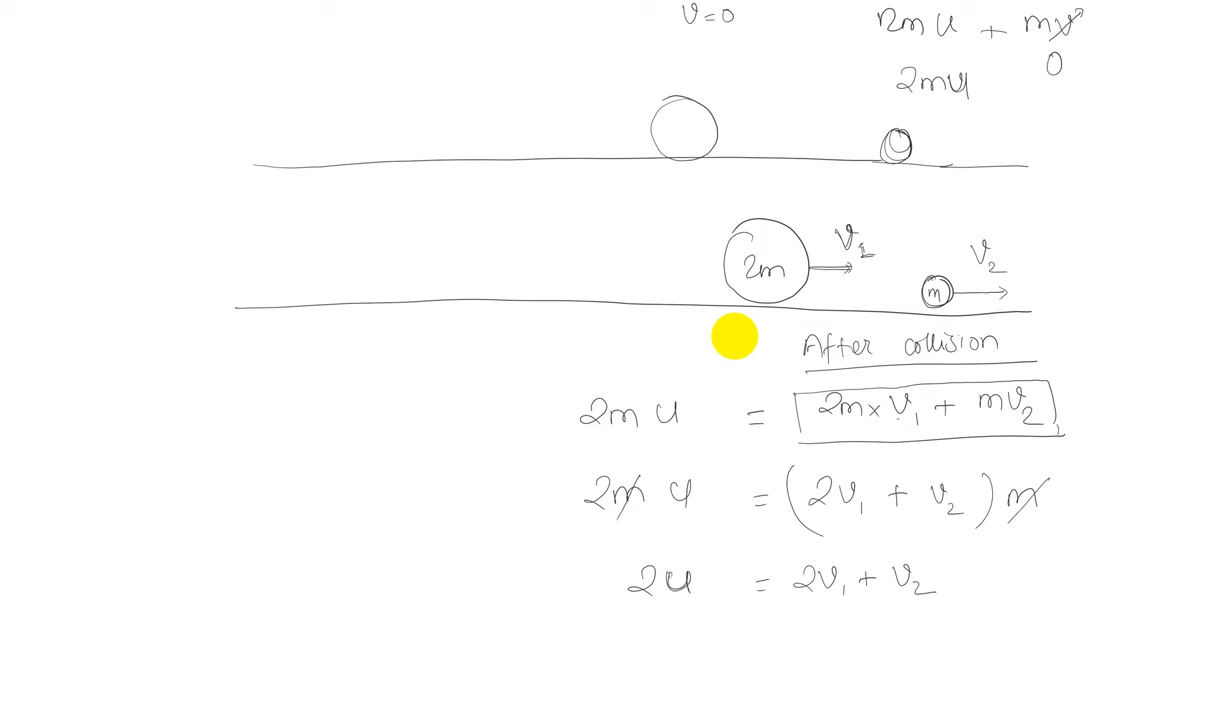 v = 0
2m u + mv
0
2mu
2m
V₁
m
V₂
After collision
2m u = 2m × V₁ + mV₂
2m u = (2v₁ + v₂) m
2u = 2v₁ + v₂